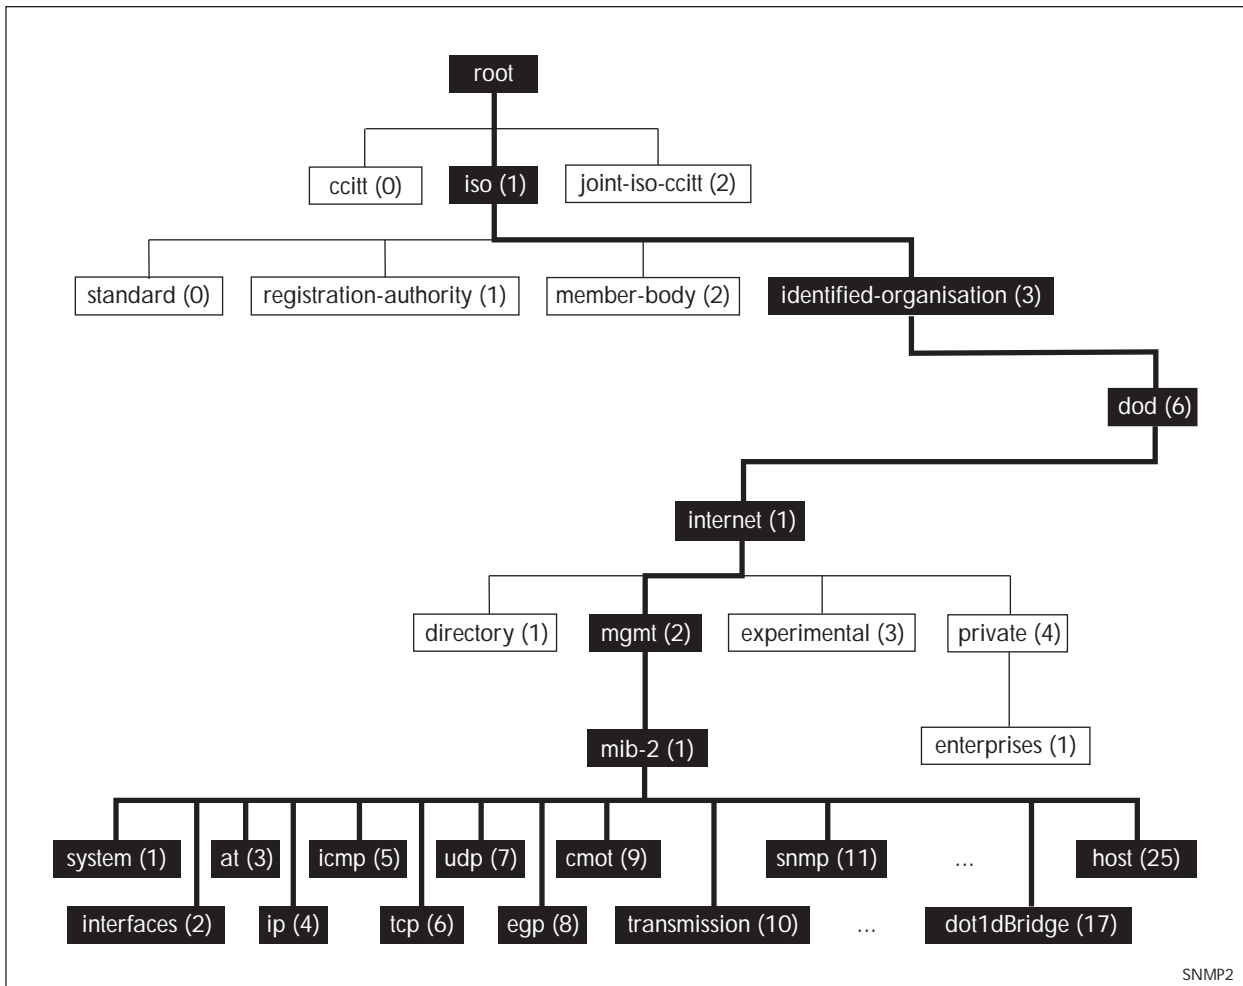 root
ccitt (0) iso (1) joint-iso-ccitt (2)
standard (0) registration-authority (1) member-body (2) identified-organisation (3)
dod (6)
internet (1)
directory (1) mgmt (2) experimental (3) private (4)
mib-2 (1) enterprises (1)
system (1) at (3) icmp (5) udp (7) cmot (9) snmp (11) ... host (25)
interfaces (2) ip (4) tcp (6) egp (8) transmission (10) ... dot1dBridge (17)
SNMP2